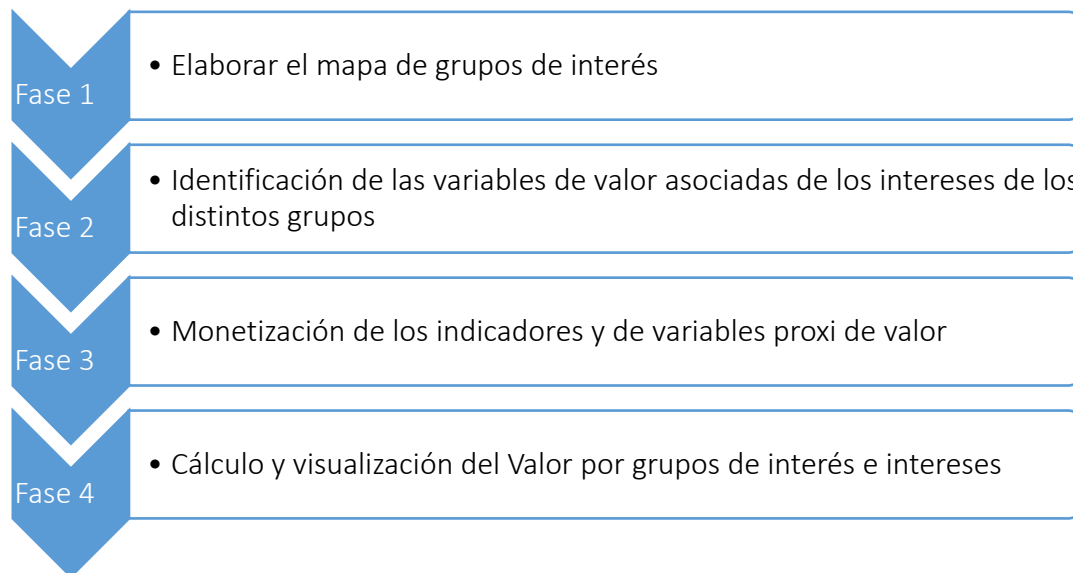 Fase 1
• Elaborar el mapa de grupos de interés
Fase 2
• Identificación de las variables de valor asociadas de los intereses de los
distintos grupos
Fase 3
• Monetización de los indicadores y de variables proxi de valor
Fase 4
• Cálculo y visualización del Valor por grupos de interés e intereses